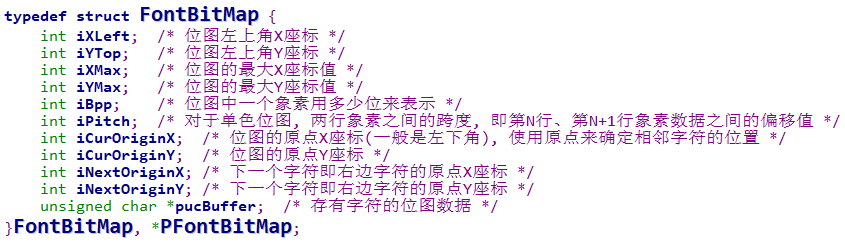 typedef struct FontBitMap {
    int iXLeft;  /* 位图左上角X座标 */
    int iYTop;   /* 位图左上角Y座标 */
    int iXMax;   /* 位图的最大X座标值 */
    int iYMax;   /* 位图的最大Y座标值 */
    int iBpp;    /* 位图中一个象素用多少位来表示 */
    int iPitch;  /* 对于单色位图, 两行象素之间的跨度, 即第N行、第N+1行象素数据之间的偏移值 */
    int iCurOriginX;  /* 位图的原点X座标(一般是左下角), 使用原点来确定相邻字符的位置 */
    int iCurOriginY;  /* 位图的原点Y座标 */
    int iNextOriginX; /* 下一个字符即右边字符的原点X座标 */
    int iNextOriginY; /* 下一个字符即右边字符的原点Y座标 */
    unsigned char *pucBuffer;  /* 存有字符的位图数据 */
}FontBitMap, *PFontBitMap;